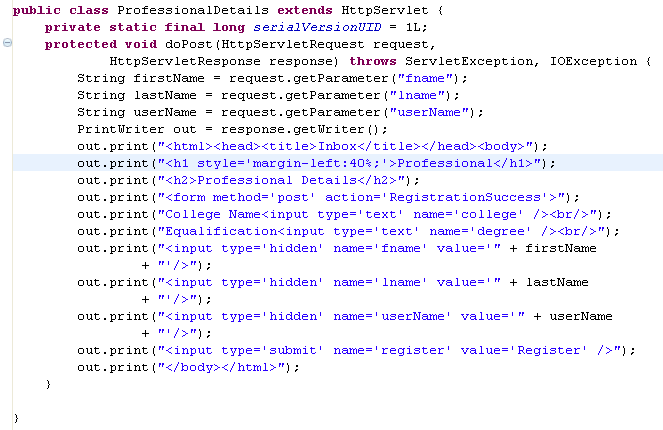 public class ProfessionalDetails extends HttpServlet {
    private static final long serialVersionUID = 1L;
    protected void doPost(HttpServletRequest request,
            HttpServletResponse response) throws ServletException, IOException {
        String firstName = request.getParameter("fname");
        String lastName = request.getParameter("lname");
        String userName = request.getParameter("userName");
        PrintWriter out = response.getWriter();
        out.print("<html><head><title>Inbox</title></head><body>");
        out.print("<h1 style='margin-left:40%;'>Professional</h1>");
        out.print("<h2>Professional Details</h2>");
        out.print("<form method='post' action='RegistrationSuccess'>");
        out.print("College Name<input type='text' name='college' /><br/>");
        out.print("Equalification<input type='text' name='degree' /><br/>");
        out.print("<input type='hidden' name='fname' value='" + firstName
                + "'/>");
        out.print("<input type='hidden' name='lname' value='" + lastName
                + "'/>");
        out.print("<input type='hidden' name='userName' value='" + userName
                + "'/>");
        out.print("<input type='submit' name='register' value='Register' />");
        out.print("</body></html>");
    }
}